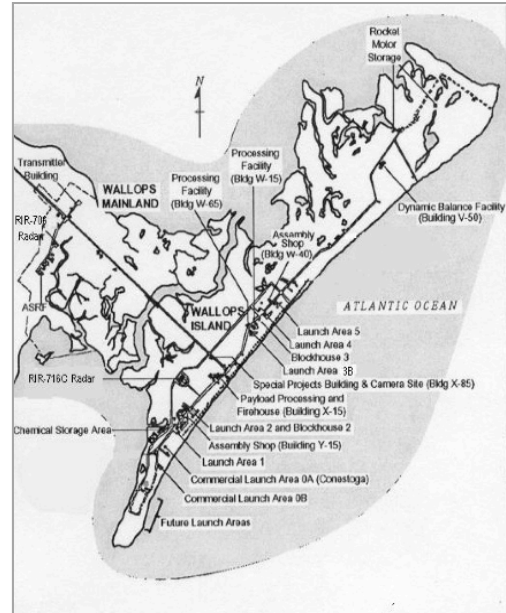 Rocket
Motor
Storage
N
Processing
Facility
(Bldg W-15)
Transmitter
Building
WALLOPS
MAINLAND
Processing
Facility
(Bldg W-65)
Dynamic Balance Facility
(Building V-50)
Radar
Assembly
Shop
(Bldg W-40)
ASRF
WALLOPS
ISLAND
ATLANTIC OCEAN
Launch Area 5
Launch Area 4
Blockhouse 3
Launch Area 3B
RIR-716C Radar
Special Projects Building & Camera Site (Bldg X-85)
Payload Processing and
Firehouse (Building X-15)
Chemical Storage Area
Launch Area 2 and Blockhouse 2
Assembly Shop (Building Y-15)
Launch Area 1
Commercial Launch Area 0A (Conestoga)
Commercial Launch Area 0B
Future Launch Areas